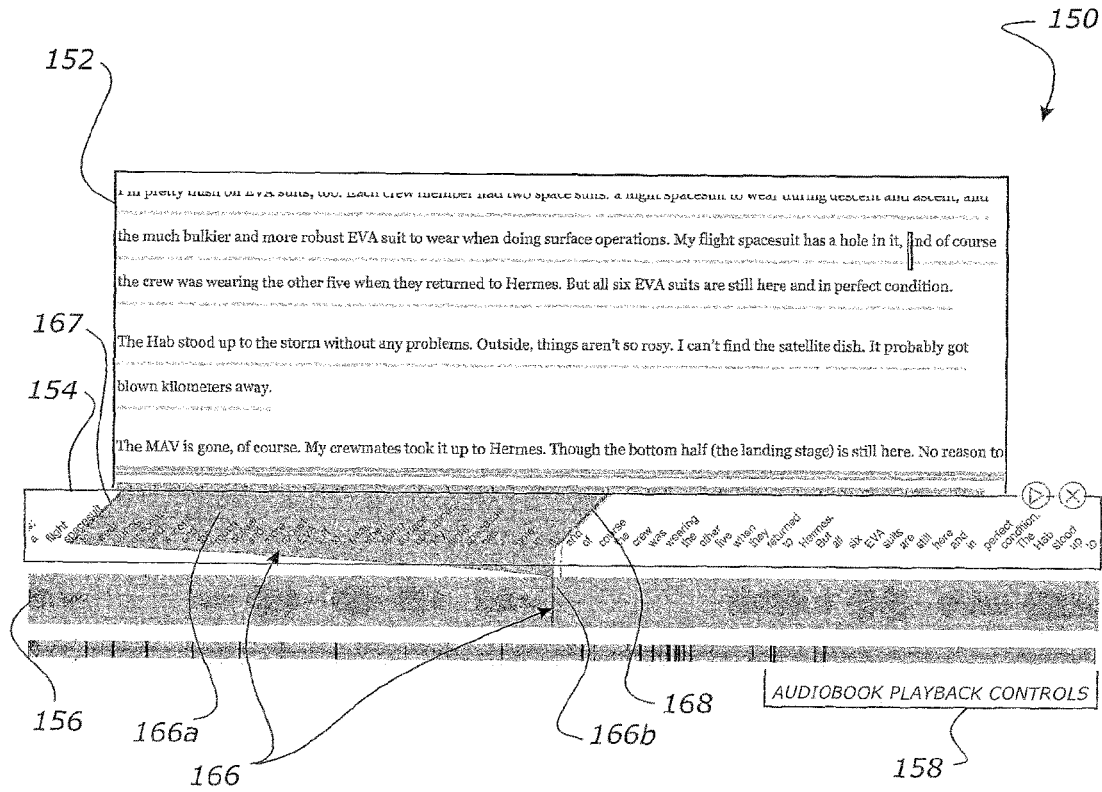 150
152
I'm pretty flush on EVA suits, too. Each crew member had two space suits: a flight spacesuit to wear during descent and ascent, and
the much bulkier and more robust EVA suit to wear when doing surface operations. My flight spacesuit has a hole in it, nd of course
the crew was wearing the other five when they returned to Hermes. But all six EVA suits are still here and in perfect condition.
167
The Hab stood up to the storm without any problems. Outside, things aren't so rosy. I can't find the satellite dish. It probably got
154
blown kilometers away.
The MAV is gone, of course. My crewmates took it up to Hermes. Though the bottom half (the landing stage) is still here. No reason to
a flight spacesuit and of course the crew was wearing the other five when they returned to Hermes. But all six EVA suits are still here and in perfect condition. The Hab stood up to
156
166a
166
166b
168
AUDIOBOOK PLAYBACK CONTROLS
158